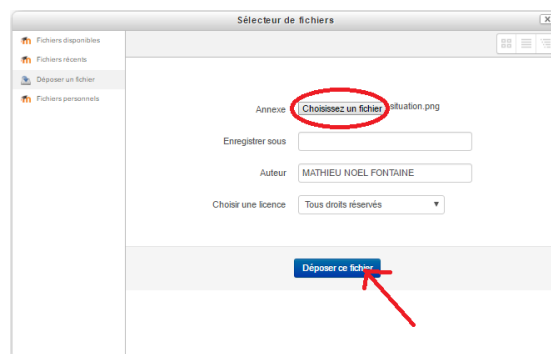 Sélecteur de fichiers
Fichiers disponibles
Fichiers récents
Déposer un fichier
Fichiers personnels
Annexe Choisissez un fichier situation.png
Enregistrer sous
Auteur MATHIEU NOEL FONTAINE
Choisir une licence Tous droits réservés
Déposer ce fichier